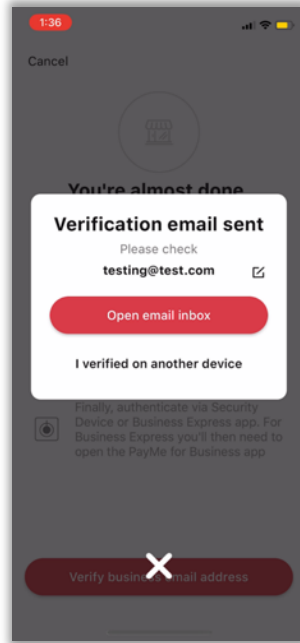 1:36
Cancel
You're almost done
Verification email sent
Please check
testing@test.com
Open email inbox
I verified on another device
Finally, authenticate via Security
Device or Business Express app. For
Business Express you'll then need to
open the PayMe for Business app
Verify business email address